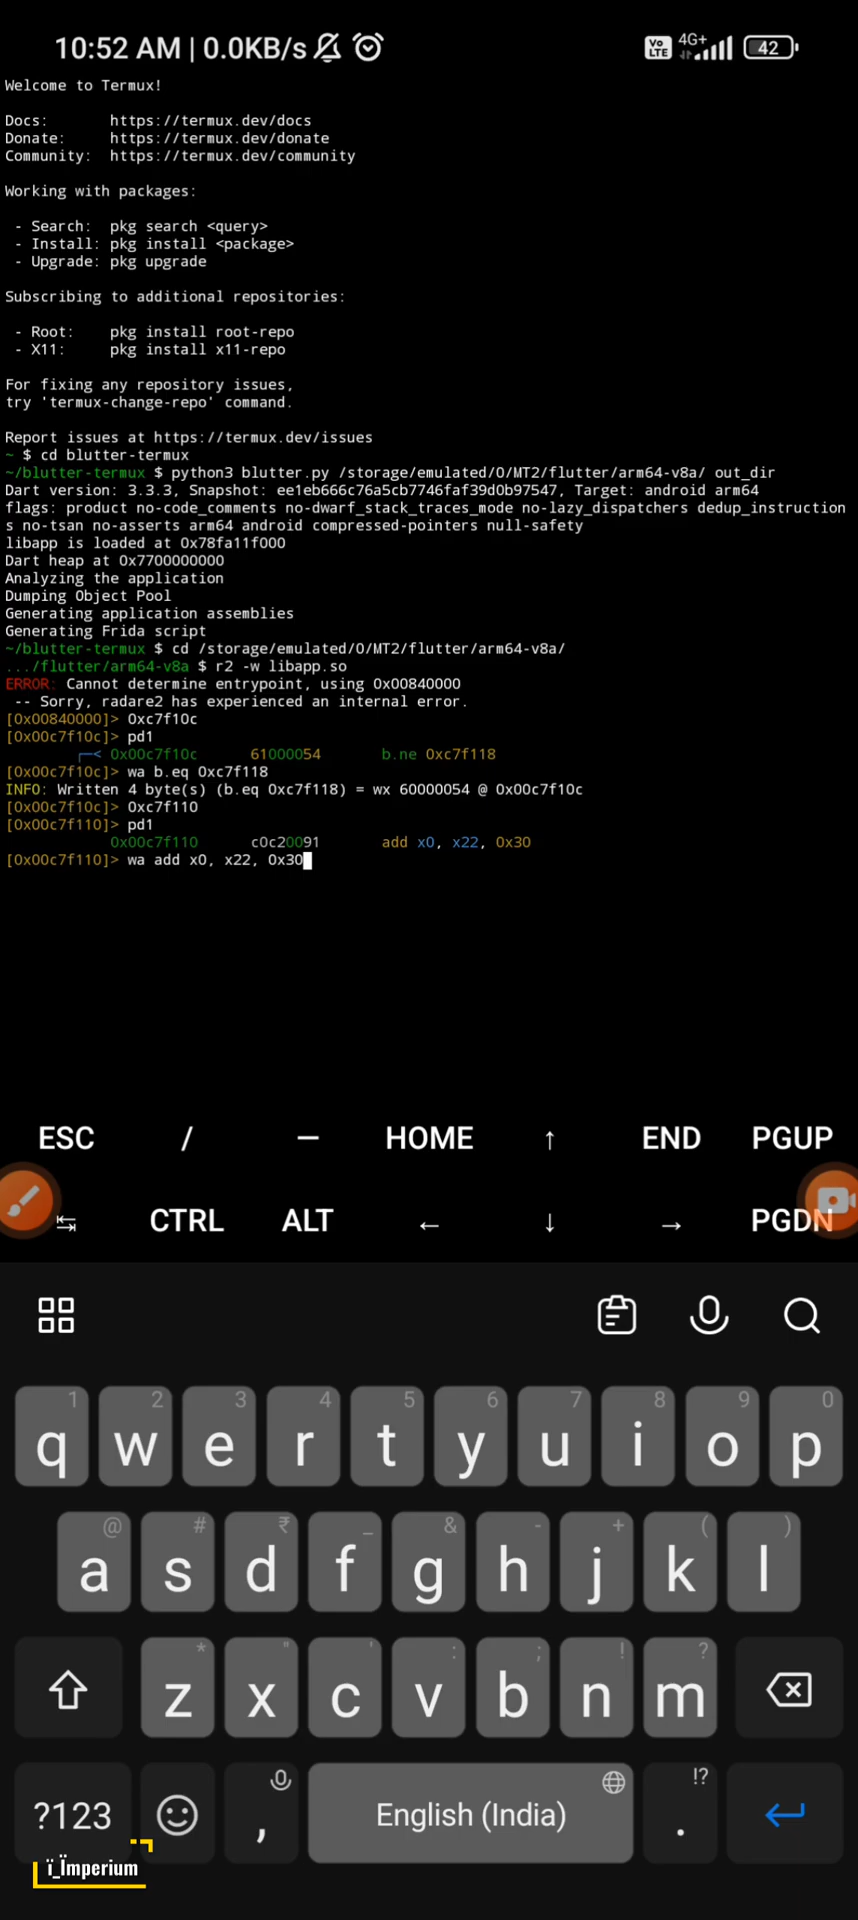 10:52 AM | 0.0KB/s
Vo LTE 4G+ 42
Welcome to Termux!
Docs:       https://termux.dev/docs
Donate:     https://termux.dev/donate
Community:  https://termux.dev/community
Working with packages:
- Search:  pkg search <query>
- Install: pkg install <package>
- Upgrade: pkg upgrade
Subscribing to additional repositories:
- Root:    pkg install root-repo
- X11:     pkg install x11-repo
For fixing any repository issues,
try 'termux-change-repo' command.
Report issues at https://termux.dev/issues
~ $ cd blutter-termux
~/blutter-termux $ python3 blutter.py /storage/emulated/0/MT2/flutter/arm64-v8a/ out_dir
Dart version: 3.3.3, Snapshot: ee1eb666c76a5cb7746faf39d0b97547, Target: android arm64
flags: product no-code_comments no-dwarf_stack_traces_mode no-lazy_dispatchers dedup_instruction
s no-tsan no-asserts arm64 android compressed-pointers null-safety
libapp is loaded at 0x78fa11f000
Dart heap at 0x7700000000
Analyzing the application
Dumping Object Pool
Generating application assemblies
Generating Frida script
~/blutter-termux $ cd /storage/emulated/0/MT2/flutter/arm64-v8a/
.../flutter/arm64-v8a $ r2 -w libapp.so
ERROR: Cannot determine entrypoint, using 0x00840000
-- Sorry, radare2 has experienced an internal error.
[0x00840000]> 0xc7f10c
[0x00c7f10c]> pd1
┌─< 0x00c7f10c      61000054       b.ne 0xc7f118
[0x00c7f10c]> wa b.eq 0xc7f118
INFO: Written 4 byte(s) (b.eq 0xc7f118) = wx 60000054 @ 0x00c7f10c
[0x00c7f10c]> 0xc7f110
[0x00c7f110]> pd1
0x00c7f110      c0c20091       add x0, x22, 0x30
[0x00c7f110]> wa add x0, x22, 0x30
ESC / — HOME ↑ END PGUP
↹ CTRL ALT ← ↓ → PGDN
1 2 3 4 5 6 7 8 9 0
q w e r t y u i o p
@ # ₹ _ & - + ( )
a s d f g h j k l
* " ' : ; ! ?
z x c v b n m
!?
?123 , English (India) .
ï_Ïmperium